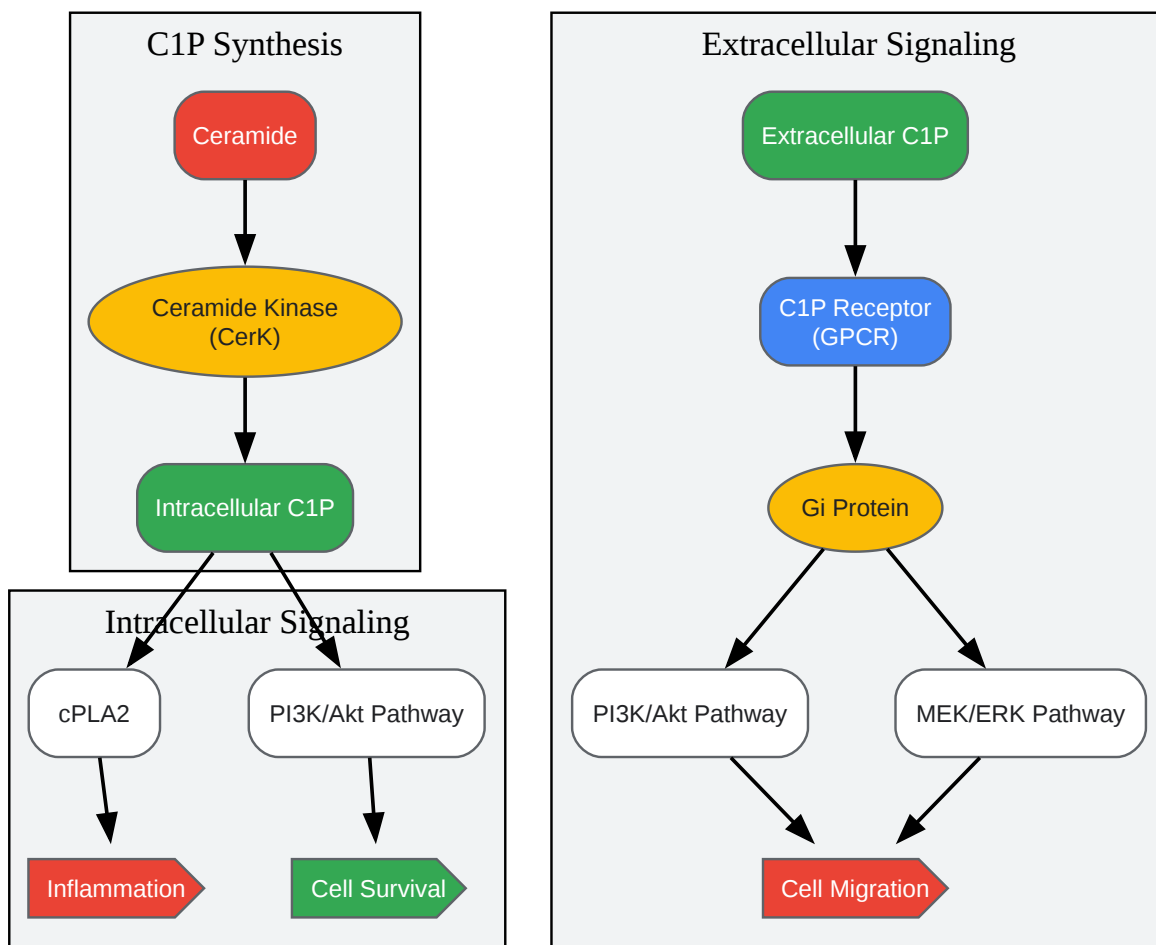 C1P Synthesis
Ceramide
Ceramide Kinase
(CerK)
Intracellular C1P
Intracellular Signaling
cPLA2
PI3K/Akt Pathway
Inflammation
Cell Survival
Extracellular Signaling
Extracellular C1P
C1P Receptor
(GPCR)
Gi Protein
PI3K/Akt Pathway
MEK/ERK Pathway
Cell Migration